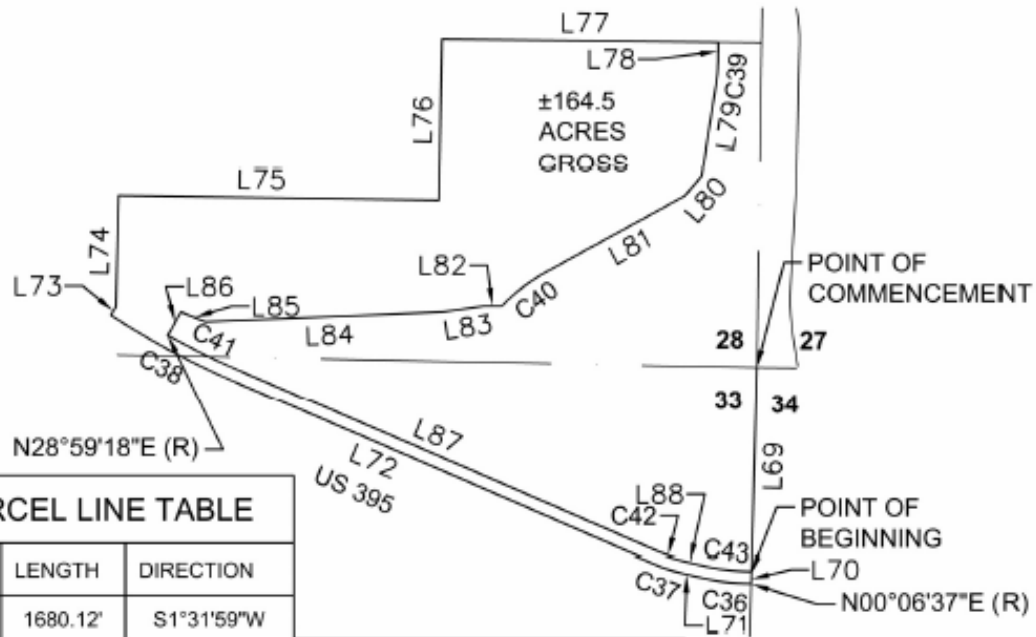 L77
L78
C39
±164.5
ACRES
GROSS
L76
L79
L75
L80
L74
L81
L82
POINT OF
COMMENCEMENT
L73
L86
L85
C40
C41
L84
L83
28
27
C38
33
34
N28°59'18"E (R)
L87
L72
US 395
L69
RCEL LINE TABLE
L88
C42
C43
POINT OF
BEGINNING
LENGTH
DIRECTION
L70
C37
C36
N00°06'37"E (R)
1680.12'
S1°31'59"W
L71